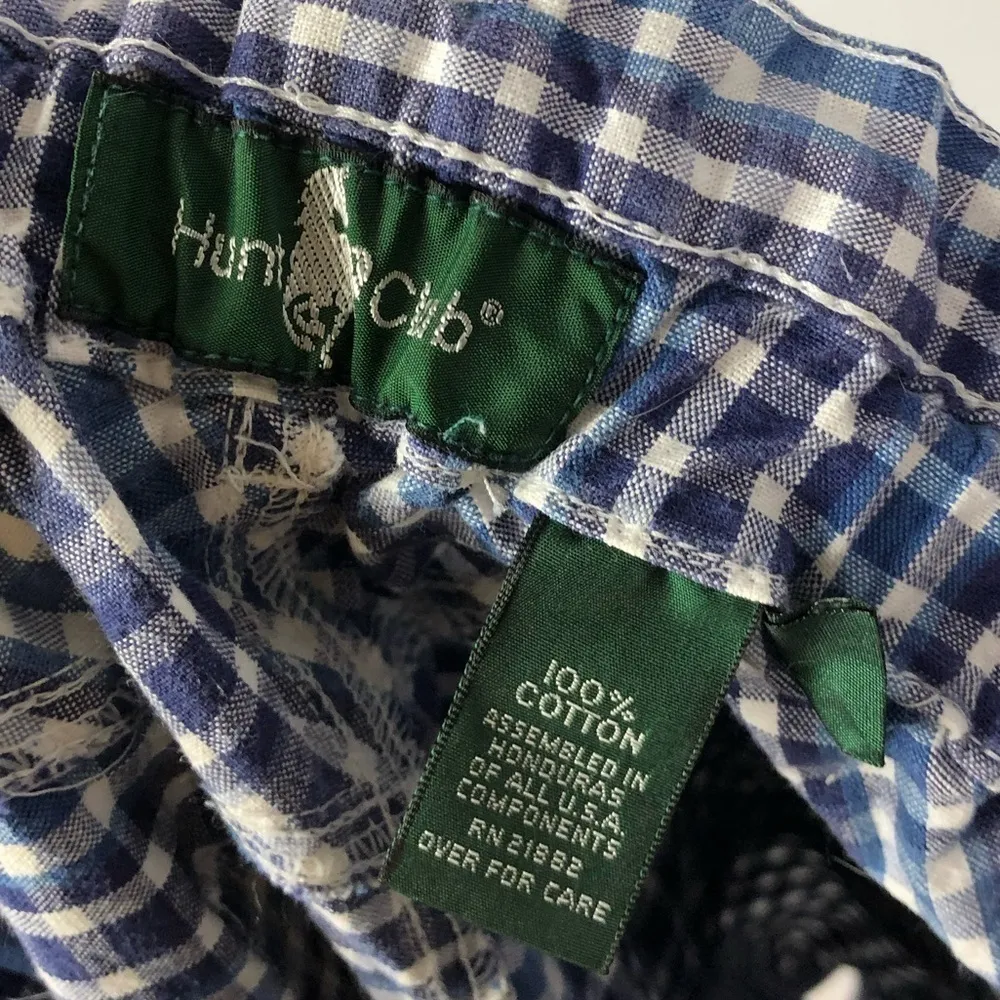 Hunt Club®
100%
COTTON
ASSEMBLED IN
HONDURAS
OF ALL U.S.A.
COMPONENTS
RN 21882
OVER FOR CARE